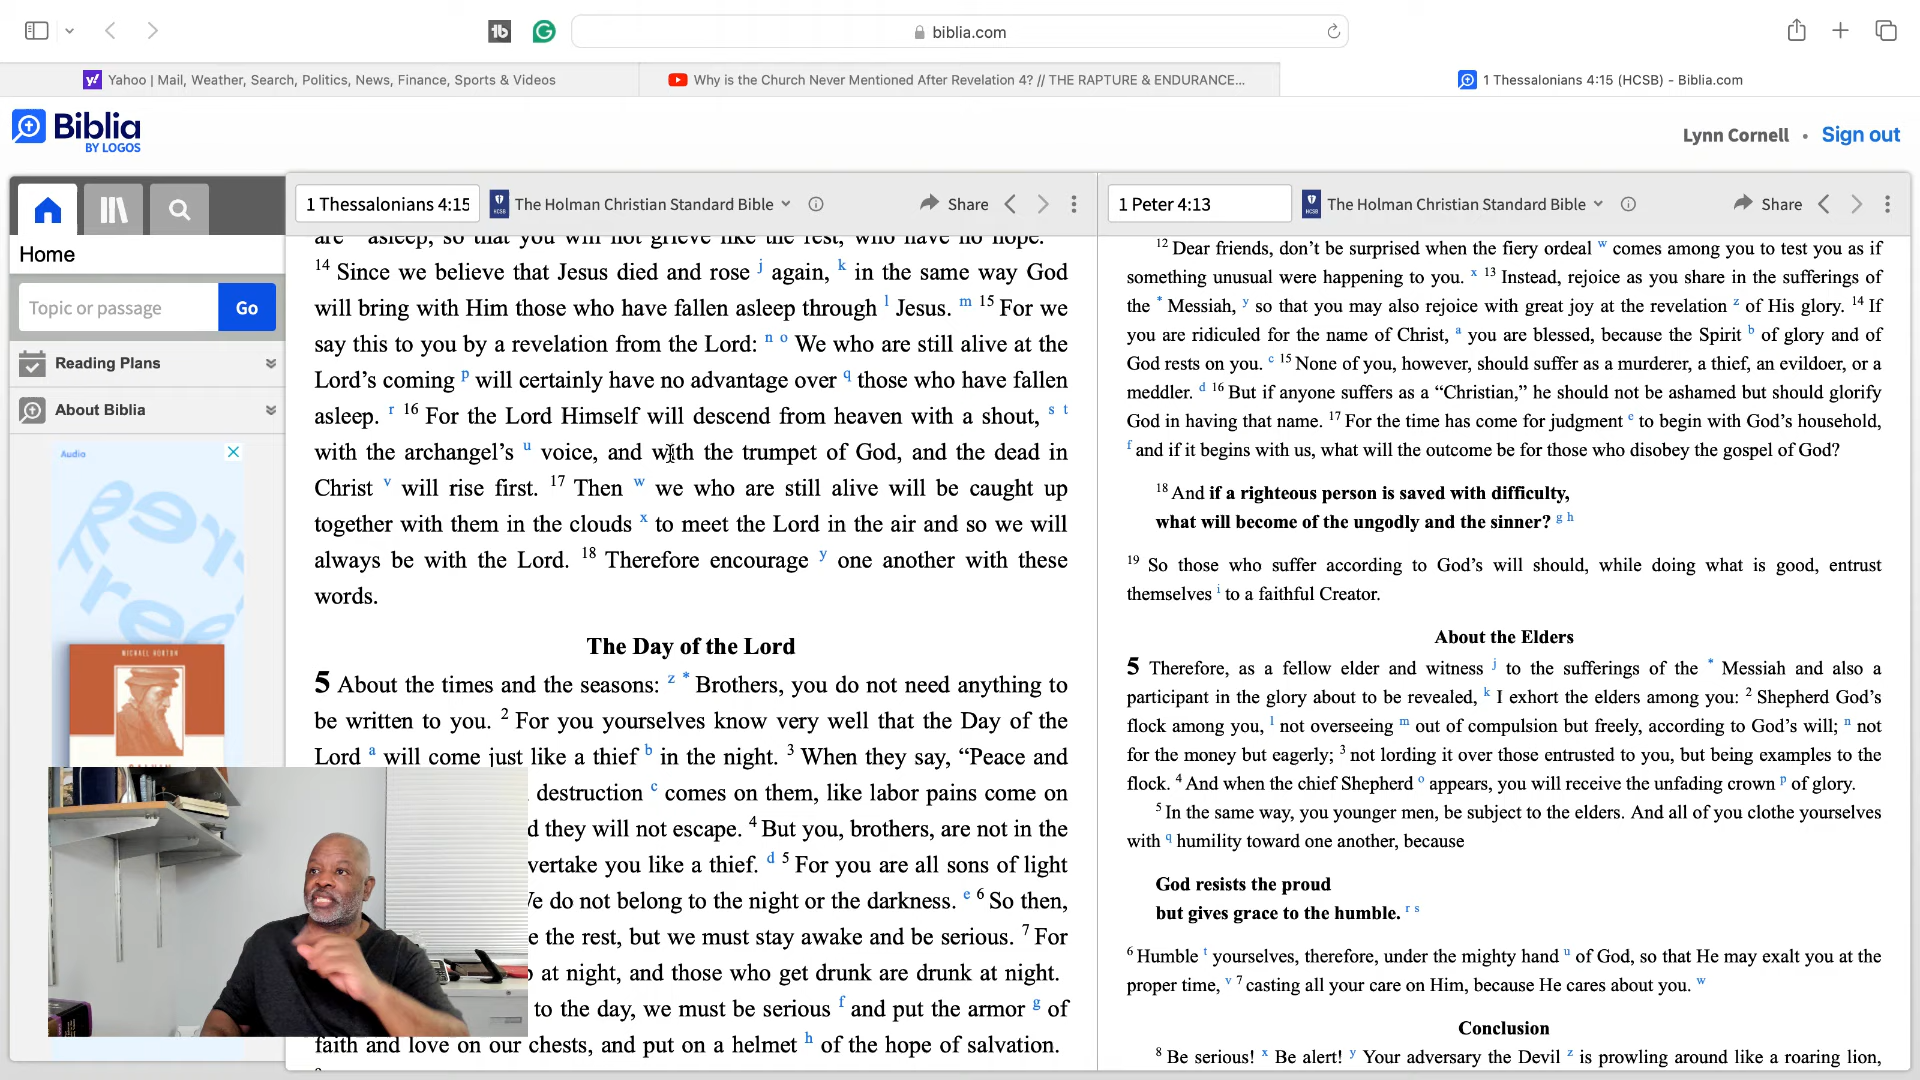 biblia.com
Yahoo | Mail, Weather, Search, Politics, News, Finance, Sports & Videos
Why is the Church Never Mentioned After Revelation 4? // THE RAPTURE & ENDURANCE...
1 Thessalonians 4:15 (HCSB) - Biblia.com
Biblia
BY LOGOS
Lynn Cornell • Sign out
Home
Topic or passage
Go
Reading Plans
About Biblia
Audio
MICHAEL HORTON
1 Thessalonians 4:15
The Holman Christian Standard Bible
Share
are asleep, so that you will not grieve like the rest, who have no hope.
14 Since we believe that Jesus died and rose j again, k in the same way God
will bring with Him those who have fallen asleep through l Jesus. m 15 For we
say this to you by a revelation from the Lord: n o We who are still alive at the
Lord's coming p will certainly have no advantage over q those who have fallen
asleep. r 16 For the Lord Himself will descend from heaven with a shout, s t
with the archangel's u voice, and with the trumpet of God, and the dead in
Christ v will rise first. 17 Then w we who are still alive will be caught up
together with them in the clouds x to meet the Lord in the air and so we will
always be with the Lord. 18 Therefore encourage y one another with these
words.
The Day of the Lord
5 About the times and the seasons: z * Brothers, you do not need anything to
be written to you. 2 For you yourselves know very well that the Day of the
Lord a will come just like a thief b in the night. 3 When they say, “Peace and
destruction c comes on them, like labor pains come on
d they will not escape. 4 But you, brothers, are not in the
vertake you like a thief. d 5 For you are all sons of light
e do not belong to the night or the darkness. e 6 So then,
e the rest, but we must stay awake and be serious. 7 For
at night, and those who get drunk are drunk at night.
to the day, we must be serious f and put the armor g of
faith and love on our chests, and put on a helmet h of the hope of salvation.
1 Peter 4:13
The Holman Christian Standard Bible
Share
12 Dear friends, don't be surprised when the fiery ordeal w comes among you to test you as if
something unusual were happening to you. x 13 Instead, rejoice as you share in the sufferings of
the * Messiah, y so that you may also rejoice with great joy at the revelation z of His glory. 14 If
you are ridiculed for the name of Christ, a you are blessed, because the Spirit b of glory and of
God rests on you. c 15 None of you, however, should suffer as a murderer, a thief, an evildoer, or a
meddler. d 16 But if anyone suffers as a “Christian,” he should not be ashamed but should glorify
God in having that name. 17 For the time has come for judgment e to begin with God's household,
f and if it begins with us, what will the outcome be for those who disobey the gospel of God?
18 And if a righteous person is saved with difficulty,
what will become of the ungodly and the sinner? g h
19 So those who suffer according to God's will should, while doing what is good, entrust
themselves i to a faithful Creator.
About the Elders
5 Therefore, as a fellow elder and witness j to the sufferings of the * Messiah and also a
participant in the glory about to be revealed, k I exhort the elders among you: 2 Shepherd God's
flock among you, l not overseeing m out of compulsion but freely, according to God's will; n not
for the money but eagerly; 3 not lording it over those entrusted to you, but being examples to the
flock. 4 And when the chief Shepherd o appears, you will receive the unfading crown p of glory.
5 In the same way, you younger men, be subject to the elders. And all of you clothe yourselves
with q humility toward one another, because
God resists the proud
but gives grace to the humble. r s
6 Humble t yourselves, therefore, under the mighty hand u of God, so that He may exalt you at the
proper time, v 7 casting all your care on Him, because He cares about you. w
Conclusion
8 Be serious! x Be alert! y Your adversary the Devil z is prowling around like a roaring lion,